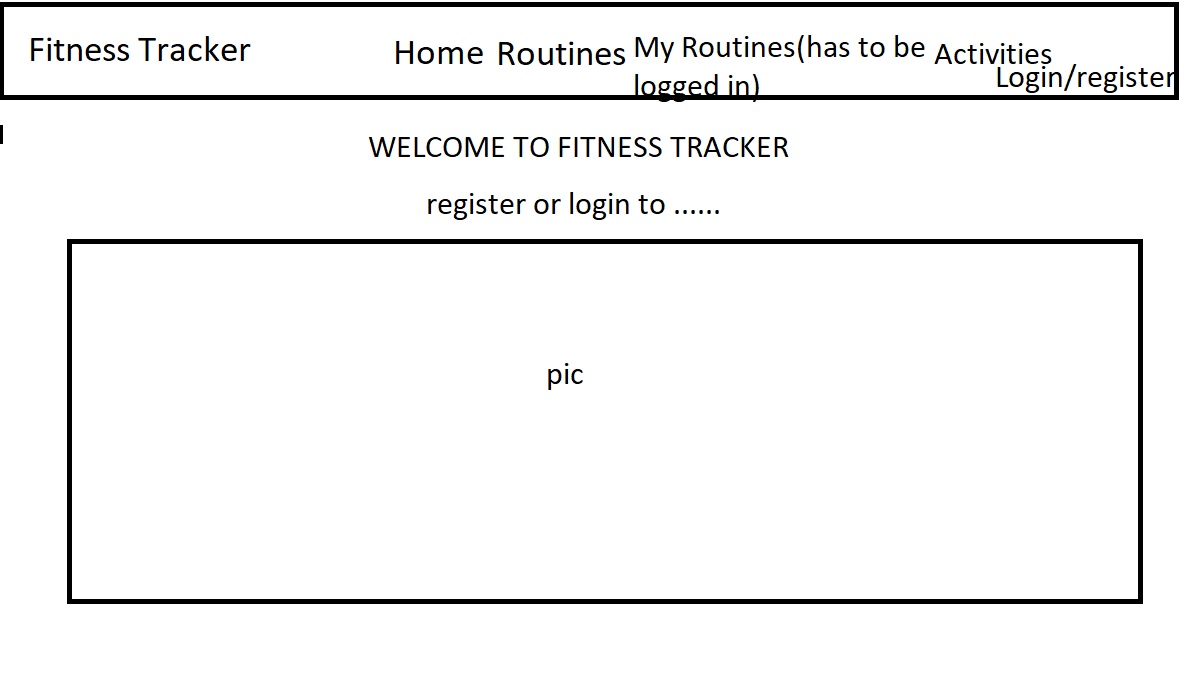 Fitness Tracker
Home
Routines
My Routines(has to be
logged in)
Activities
Login/register
WELCOME TO FITNESS TRACKER
register or login to ......
pic